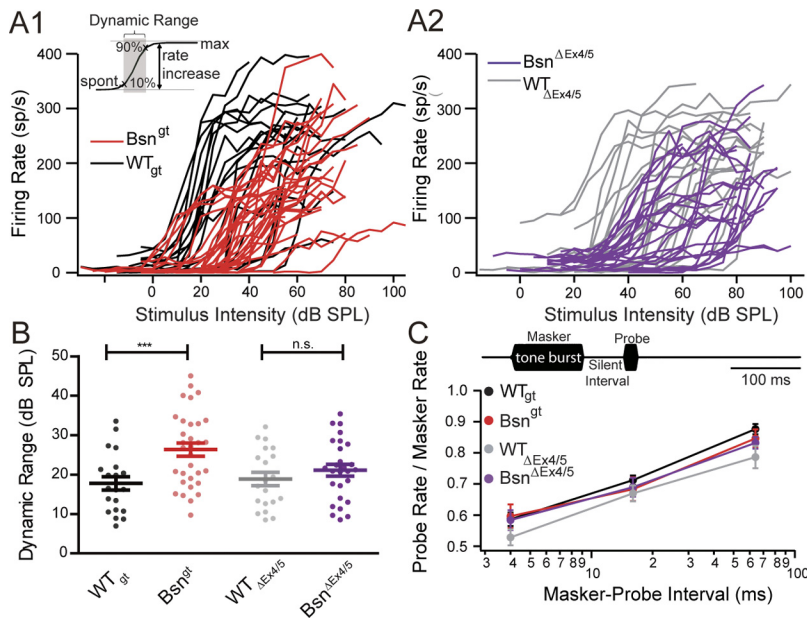 A1
Dynamic Range
90%
max
rate
increase
spont
10%
Bsn^gt
WT_gt
400
300
200
100
0
Firing Rate (sp/s)
0 20 40 60 80 100
Stimulus Intensity (dB SPL)
A2
Bsn^ΔEx4/5
WT_ΔEx4/5
400
300
200
100
0
Firing Rate (sp/s)
0 20 40 60 80 100
Stimulus Intensity (dB SPL)
B
*** n.s.
50
40
30
20
10
0
Dynamic Range (dB SPL)
WT_gt Bsn^gt WT_ΔEx4/5 Bsn^ΔEx4/5
C
Masker Probe
tone burst
Silent
Interval
100 ms
WT_gt
Bsn^gt
WT_ΔEx4/5
Bsn^ΔEx4/5
1.0
0.9
0.8
0.7
0.6
0.5
Probe Rate / Masker Rate
3 4 5 6 7 8 9 10 2 3 4 5 6 7 8 9 100
Masker-Probe Interval (ms)